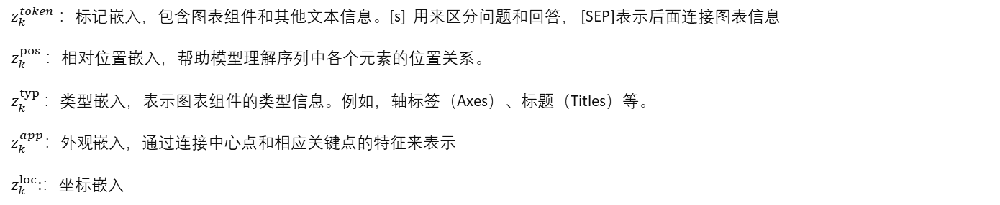 z_k^{token}：标记嵌入，包含图表组件和其他文本信息。[s] 用来区分问题和回答，[SEP]表示后面连接图表信息
z_k^{pos}：相对位置嵌入，帮助模型理解序列中各个元素的位置关系。
z_k^{typ}：类型嵌入，表示图表组件的类型信息。例如，轴标签（Axes）、标题（Titles）等。
z_k^{app}：外观嵌入，通过连接中心点和相应关键点的特征来表示
z_k^{loc}:：坐标嵌入